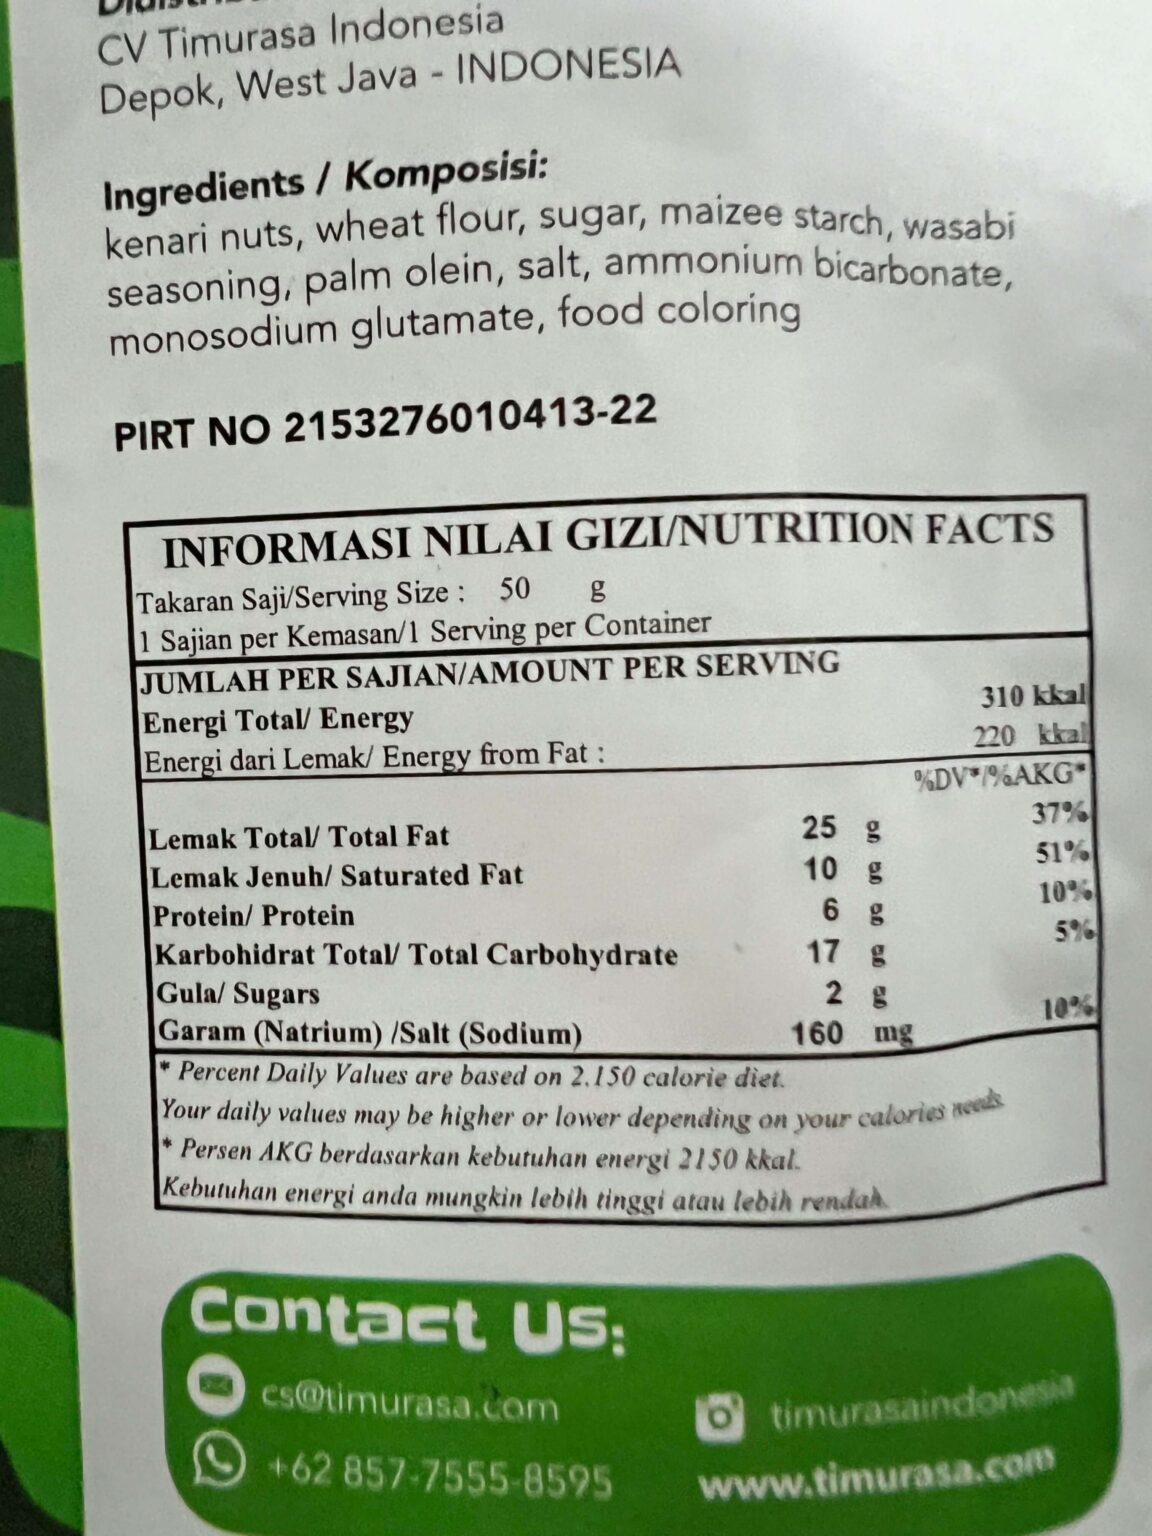 CV Timurasa Indonesia
Depok, West Java - INDONESIA
Ingredients / Komposisi:
kenari nuts, wheat flour, sugar, maizee starch, wasabi
seasoning, palm olein, salt, ammonium bicarbonate,
monosodium glutamate, food coloring
PIRT NO 2153276010413-22
INFORMASI NILAI GIZI/NUTRITION FACTS
Takaran Saji/Serving Size : 50 g
1 Sajian per Kemasan/1 Serving per Container
JUMLAH PER SAJIAN/AMOUNT PER SERVING
Energi Total/ Energy 310 kkal
Energi dari Lemak/ Energy from Fat : 220 kkal
%DV*/%AKG*
Lemak Total/ Total Fat 25 g 37%
Lemak Jenuh/ Saturated Fat 10 g 51%
Protein/ Protein 6 g 10%
Karbohidrat Total/ Total Carbohydrate 17 g 5%
Gula/ Sugars 2 g
Garam (Natrium) /Salt (Sodium) 160 mg 10%
* Percent Daily Values are based on 2.150 calorie diet.
Your daily values may be higher or lower depending on your calories needs.
* Persen AKG berdasarkan kebutuhan energi 2150 kkal.
Kebutuhan energi anda mungkin lebih tinggi atau lebih rendah.
Contact Us:
cs@timurasa.com
timurasaindonesia
+62 857-7555-8595
www.timurasa.com